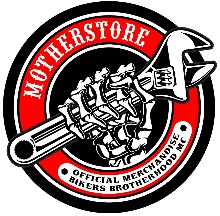 MOTHERSTORE
OFFICIAL MERCHANDISE
BIKERS BROTHERHOOD MC